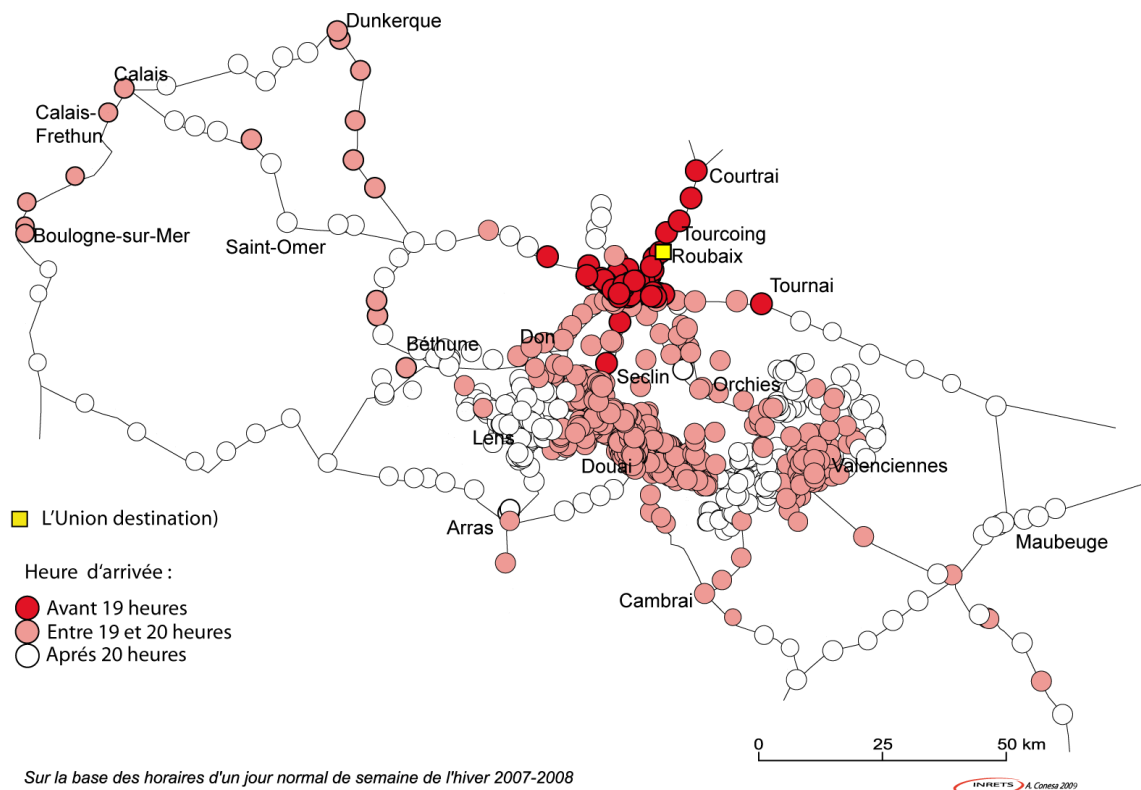 Dunkerque
Calais
Calais-
Frethun
Courtrai
Tourcoing
Boulogne-sur-Mer
Saint-Omer
Roubaix
Tournai
Don
Béthune
Seclin
Orchies
Lens
Douai
Valenciennes
Arras
Maubeuge
Cambrai
L'Union destination)
Heure d'arrivée :
Avant 19 heures
Entre 19 et 20 heures
Aprés 20 heures
0 25 50 km
Sur la base des horaires d'un jour normal de semaine de l'hiver 2007-2008
INRETS A. Conesa 2009